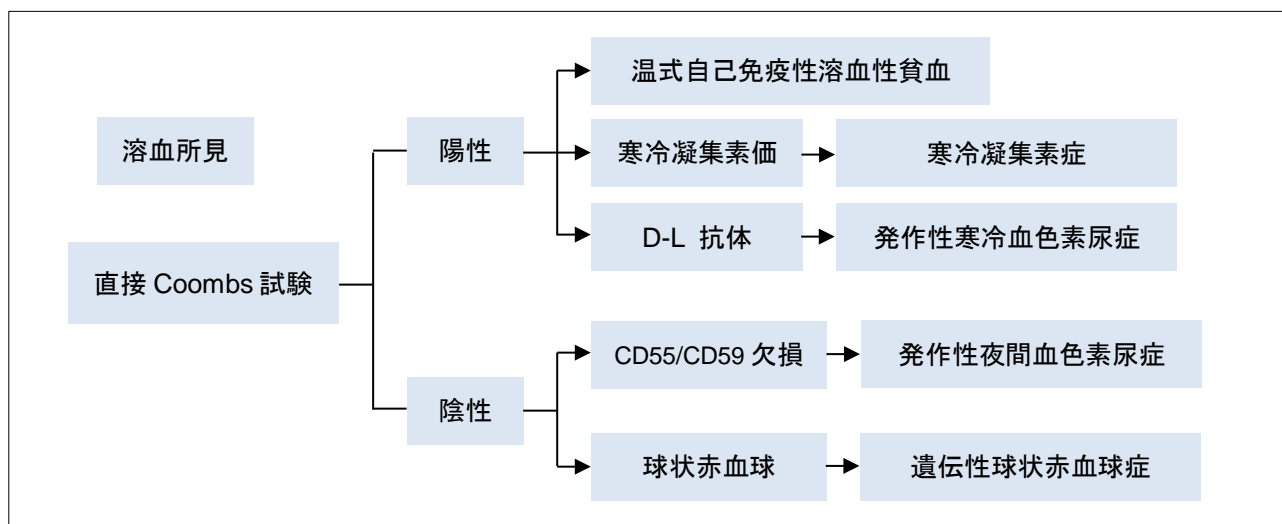 溶血所見
直接 Coombs 試験
陽性
温式自己免疫性溶血性貧血
寒冷凝集素価
寒冷凝集素症
D-L 抗体
発作性寒冷血色素尿症
陰性
CD55/CD59 欠損
発作性夜間血色素尿症
球状赤血球
遺伝性球状赤血球症